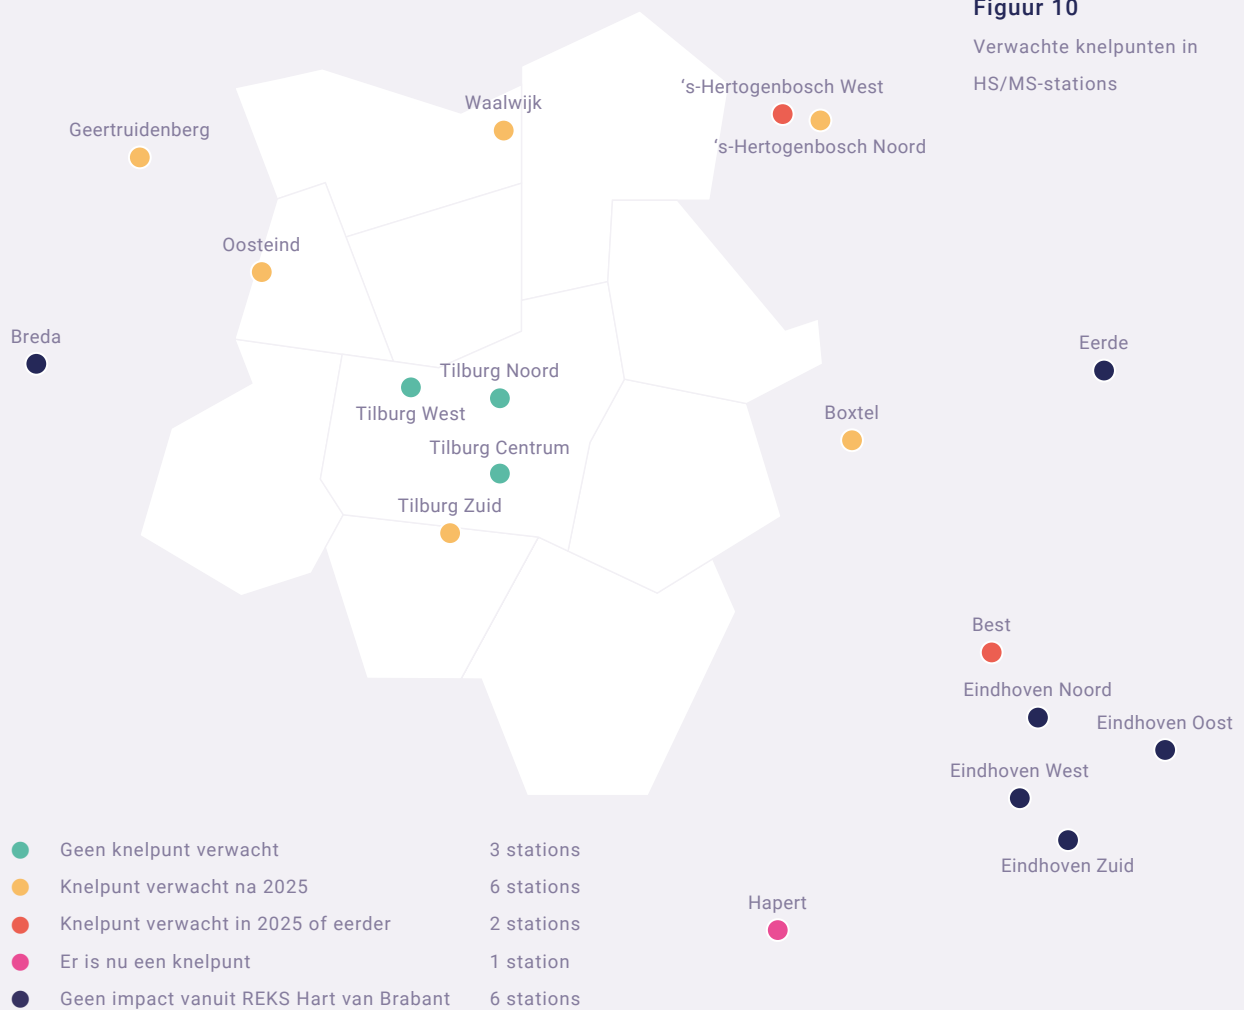 Figuur 10
Verwachte knelpunten in
HS/MS-stations
‘s-Hertogenbosch West
Waalwijk
Geertruidenberg
‘s-Hertogenbosch Noord
Oosteind
Breda
Eerde
Tilburg Noord
Tilburg West
Boxtel
Tilburg Centrum
Tilburg Zuid
Best
Eindhoven Noord
Eindhoven Oost
Eindhoven West
Eindhoven Zuid
Hapert
Geen knelpunt verwacht 3 stations
Knelpunt verwacht na 2025 6 stations
Knelpunt verwacht in 2025 of eerder 2 stations
Er is nu een knelpunt 1 station
Geen impact vanuit REKS Hart van Brabant 6 stations